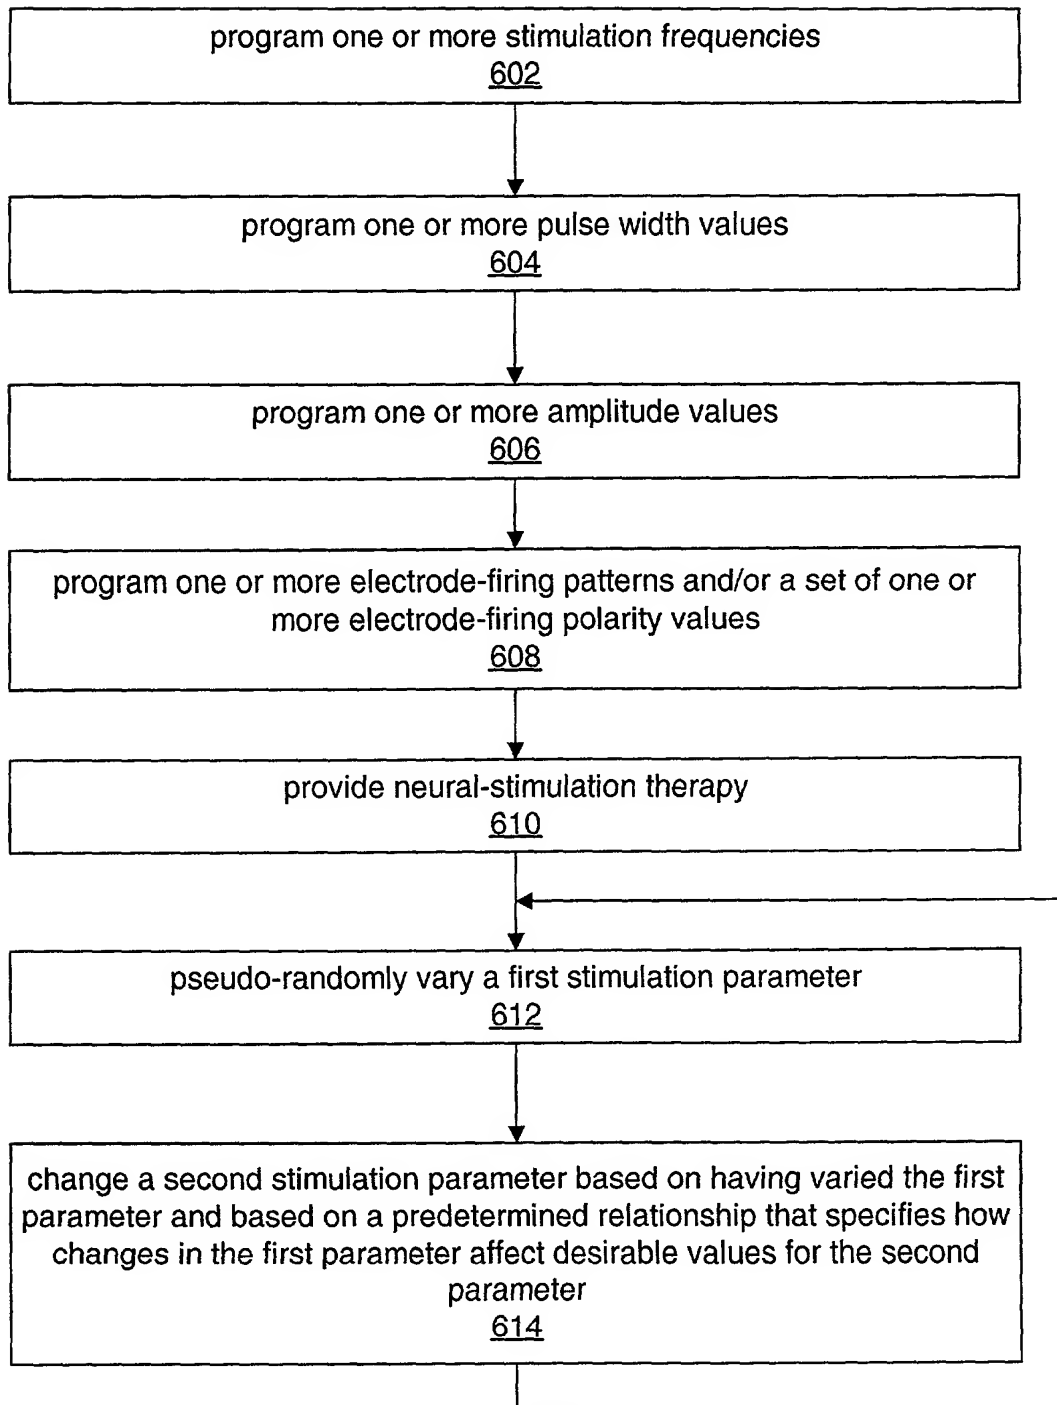 program one or more stimulation frequencies
602
program one or more pulse width values
604
program one or more amplitude values
606
program one or more electrode-firing patterns and/or a set of one or
more electrode-firing polarity values
608
provide neural-stimulation therapy
610
pseudo-randomly vary a first stimulation parameter
612
change a second stimulation parameter based on having varied the first
parameter and based on a predetermined relationship that specifies how
changes in the first parameter affect desirable values for the second
parameter
614